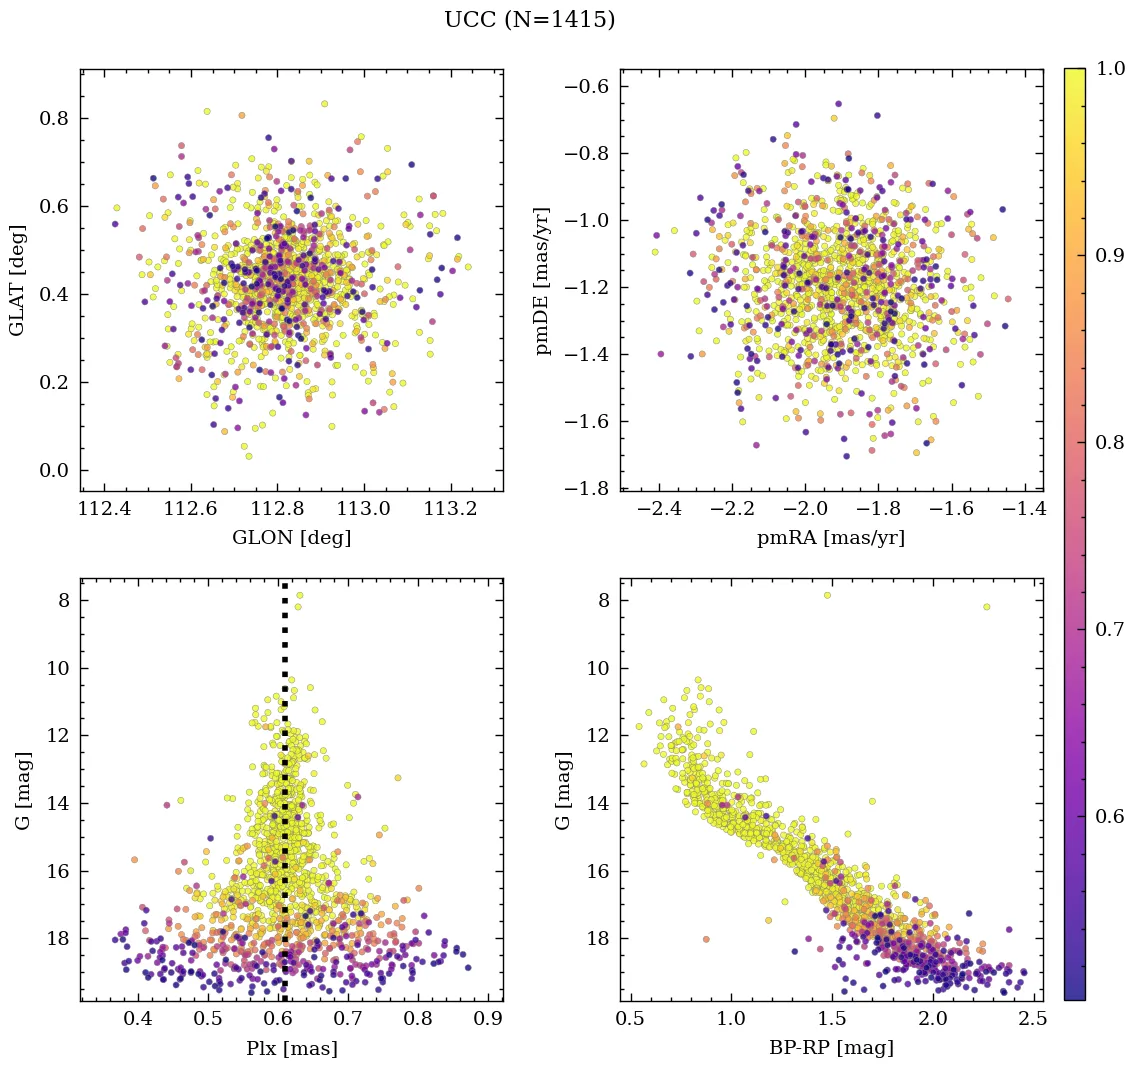 UCC (N=1415)
0.8
0.6
0.4
0.2
0.0
GLAT [deg]
112.4 112.6 112.8 113.0 113.2
GLON [deg]
−0.6
−0.8
−1.0
−1.2
−1.4
−1.6
−1.8
pmDE [mas/yr]
−2.4 −2.2 −2.0 −1.8 −1.6 −1.4
pmRA [mas/yr]
1.0
0.9
0.8
0.7
0.6
8
10
12
14
16
18
G [mag]
0.4 0.5 0.6 0.7 0.8 0.9
Plx [mas]
8
10
12
14
16
18
G [mag]
0.5 1.0 1.5 2.0 2.5
BP-RP [mag]